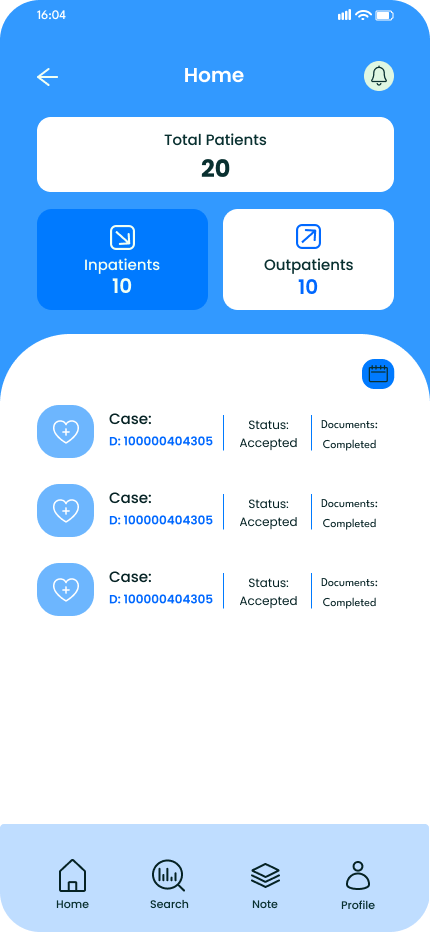 16:04
Home
Total Patients
20
Inpatients
10
Outpatients
10
Case:
D: 100000404305
Status:
Accepted
Documents:
Completed
Case:
D: 100000404305
Status:
Accepted
Documents:
Completed
Case:
D: 100000404305
Status:
Accepted
Documents:
Completed
Home
Search
Note
Profile